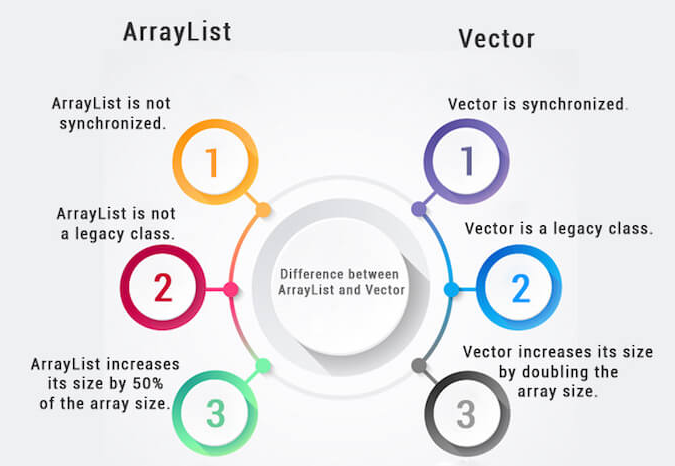 ArrayList
Vector
ArrayList is not
synchronized.
1
Vector is synchronized.
1
ArrayList is not
a legacy class.
2
Vector is a legacy class.
2
Difference between
ArrayList and Vector
ArrayList increases
its size by 50%
of the array size.
3
Vector increases its size
by doubling the
array size.
3